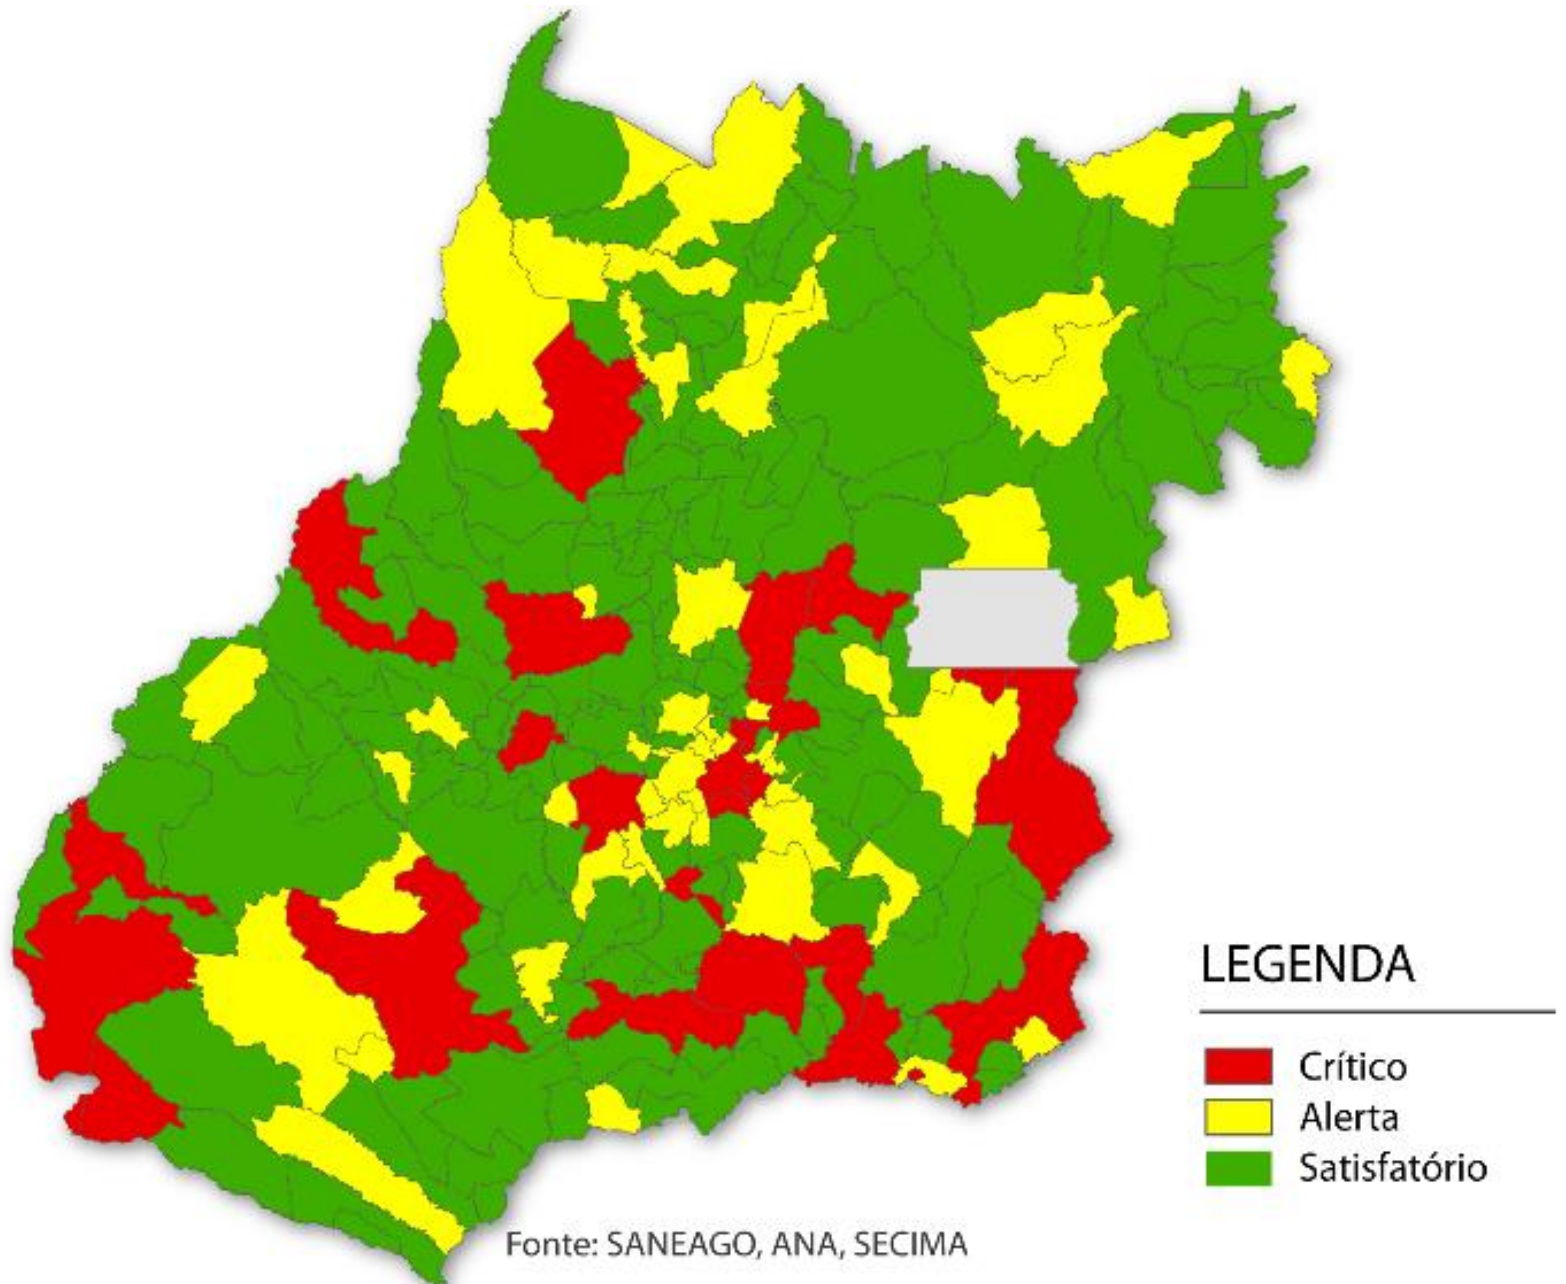 LEGENDA
Crítico
Alerta
Satisfatório
Fonte: SANEAGO, ANA, SECIMA